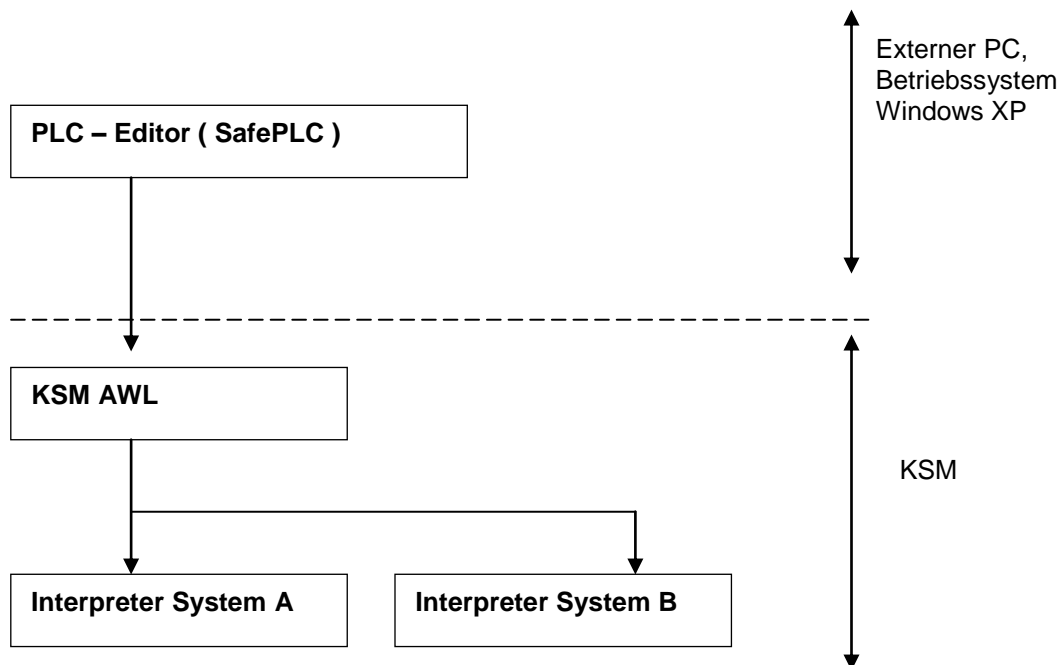 Externer PC,
Betriebssystem
Windows XP
PLC – Editor ( SafePLC )
KSM AWL
KSM
Interpreter System A
Interpreter System B